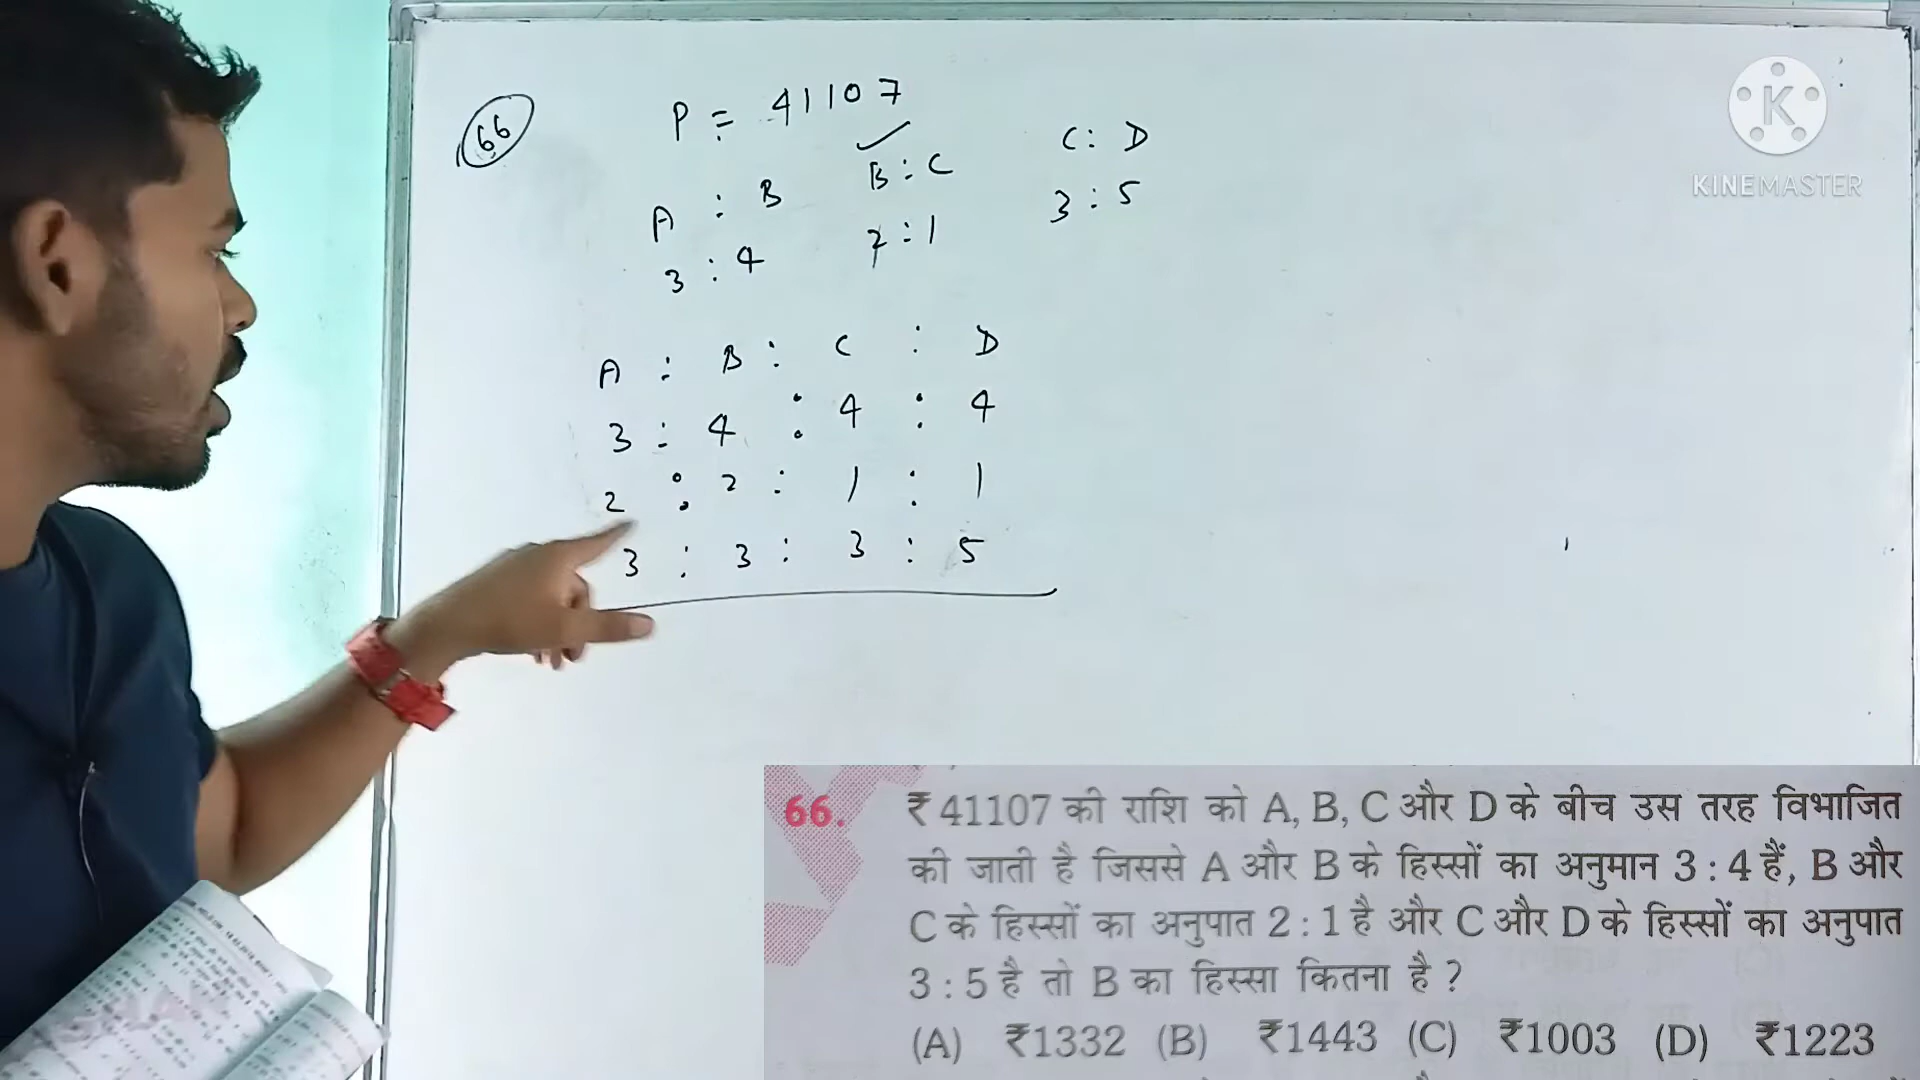 66
P = 41107
A : B
B : C
C : D
3 : 4
2 : 1
3 : 5
A : B : C : D
3 : 4 : 4 : 4
2 : 2 : 1 : 1
3 : 3 : 3 : 5
KINEMASTER
66. ₹ 41107 की राशि को A, B, C और D के बीच उस तरह विभाजित
की जाती है जिससे A और B के हिस्सों का अनुमान 3 : 4 हैं, B और
C के हिस्सों का अनुपात 2 : 1 है और C और D के हिस्सों का अनुपात
3 : 5 है तो B का हिस्सा कितना है ?
(A) ₹1332 (B) ₹1443 (C) ₹1003 (D) ₹1223